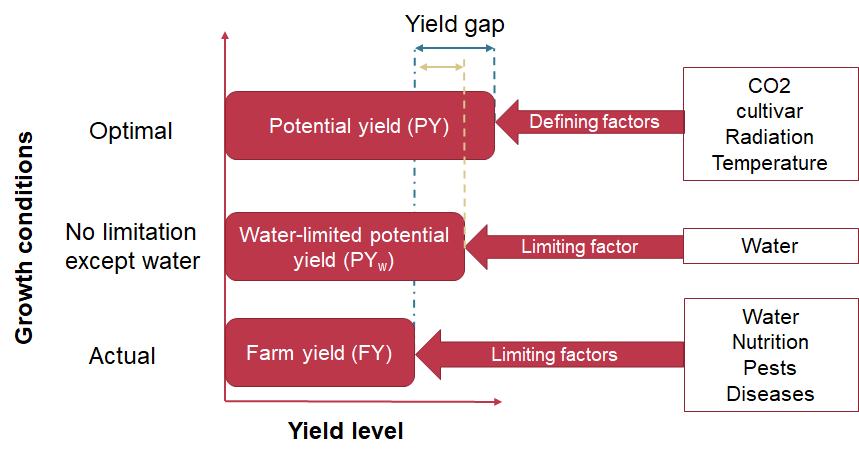 Yield gap
Optimal
Potential yield (PY)
Defining factors
CO2
cultivar
Radiation
Temperature
Growth conditions
No limitation
except water
Water-limited potential
yield (PYw)
Limiting factor
Water
Actual
Farm yield (FY)
Limiting factors
Water
Nutrition
Pests
Diseases
Yield level